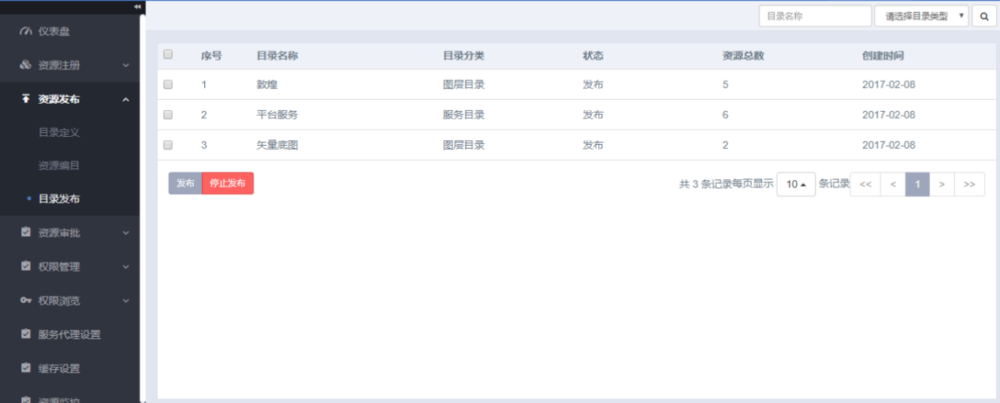 仪表盘
资源注册
资源发布
目录定义
资源编目
目录发布
资源审批
权限管理
权限浏览
服务代理设置
缓存设置
资源监控
目录名称 请选择目录类型
序号 目录名称 目录分类 状态 资源总数 创建时间
1 敦煌 图层目录 发布 5 2017-02-08
2 平台服务 服务目录 发布 6 2017-02-08
3 矢量底图 图层目录 发布 2 2017-02-08
发布 停止发布 共 3 条记录每页显示 10 条记录 << < 1 > >>